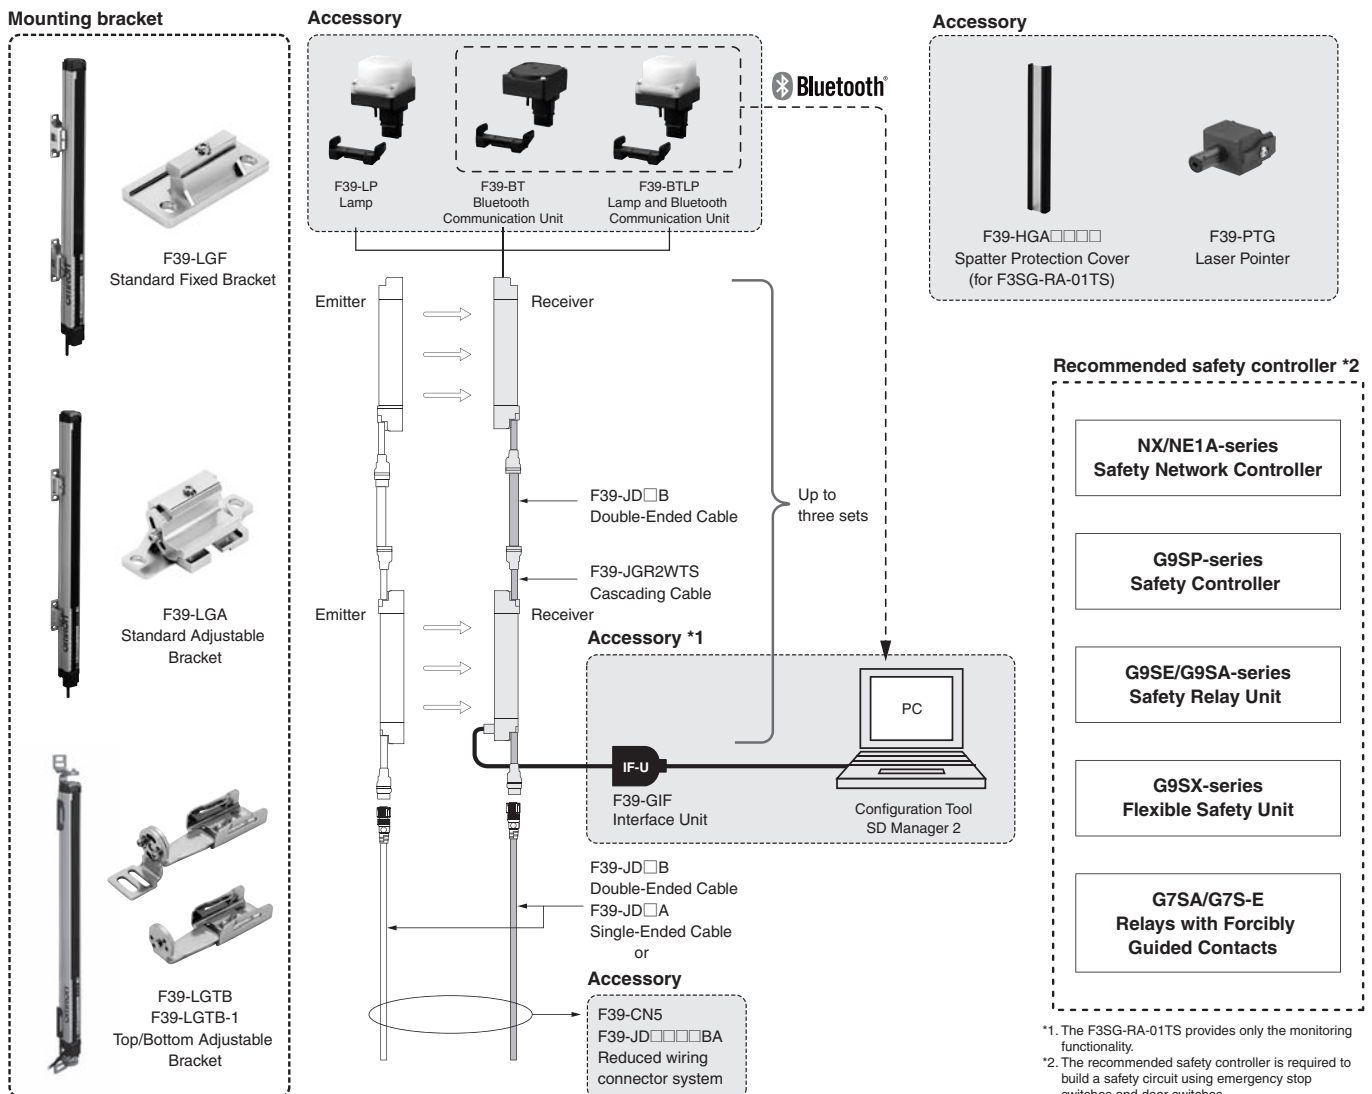 Mounting bracket
F39-LGF
Standard Fixed Bracket
F39-LGA
Standard Adjustable
Bracket
F39-LGTB
F39-LGTB-1
Top/Bottom Adjustable
Bracket
Accessory
F39-LP
Lamp
F39-BT
Bluetooth
Communication Unit
F39-BTLP
Lamp and Bluetooth
Communication Unit
Bluetooth®
Emitter
Receiver
F39-JD□B
Double-Ended Cable
F39-JGR2WTS
Cascading Cable
Up to
three sets
Emitter
Receiver
Accessory *1
IF-U
F39-GIF
Interface Unit
PC
Configuration Tool
SD Manager 2
F39-JD□B
Double-Ended Cable
F39-JD□A
Single-Ended Cable
or
Accessory
F39-CN5
F39-JD□□□□BA
Reduced wiring
connector system
Accessory
F39-HGA□□□□
Spatter Protection Cover
(for F3SG-RA-01TS)
F39-PTG
Laser Pointer
Recommended safety controller *2
NX/NE1A-series
Safety Network Controller
G9SP-series
Safety Controller
G9SE/G9SA-series
Safety Relay Unit
G9SX-series
Flexible Safety Unit
G7SA/G7S-E
Relays with Forcibly
Guided Contacts
*1. The F3SG-RA-01TS provides only the monitoring
functionality.
*2. The recommended safety controller is required to
build a safety circuit using emergency stop
switches and door switches.